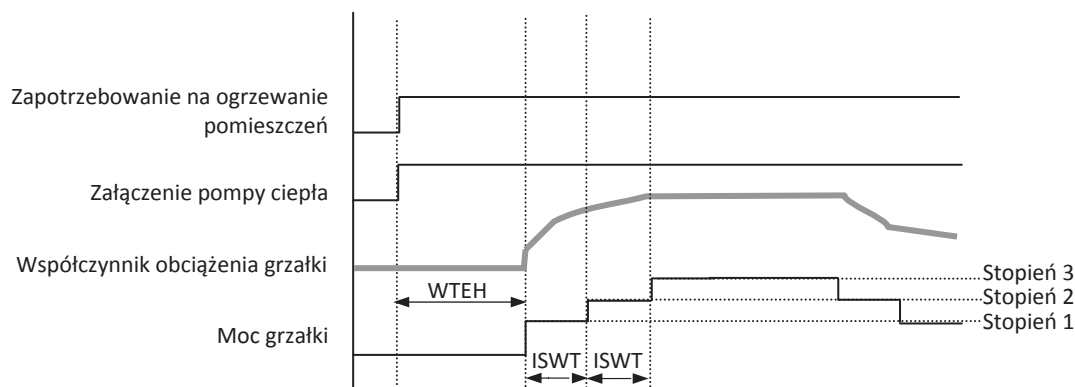 Zapotrzebowanie na ogrzewanie
pomieszczeń
Załączenie pompy ciepła
Współczynnik obciążenia grzałki
WTEH
Stopień 3
Stopień 2
Stopień 1
Moc grzałki
ISWT ISWT